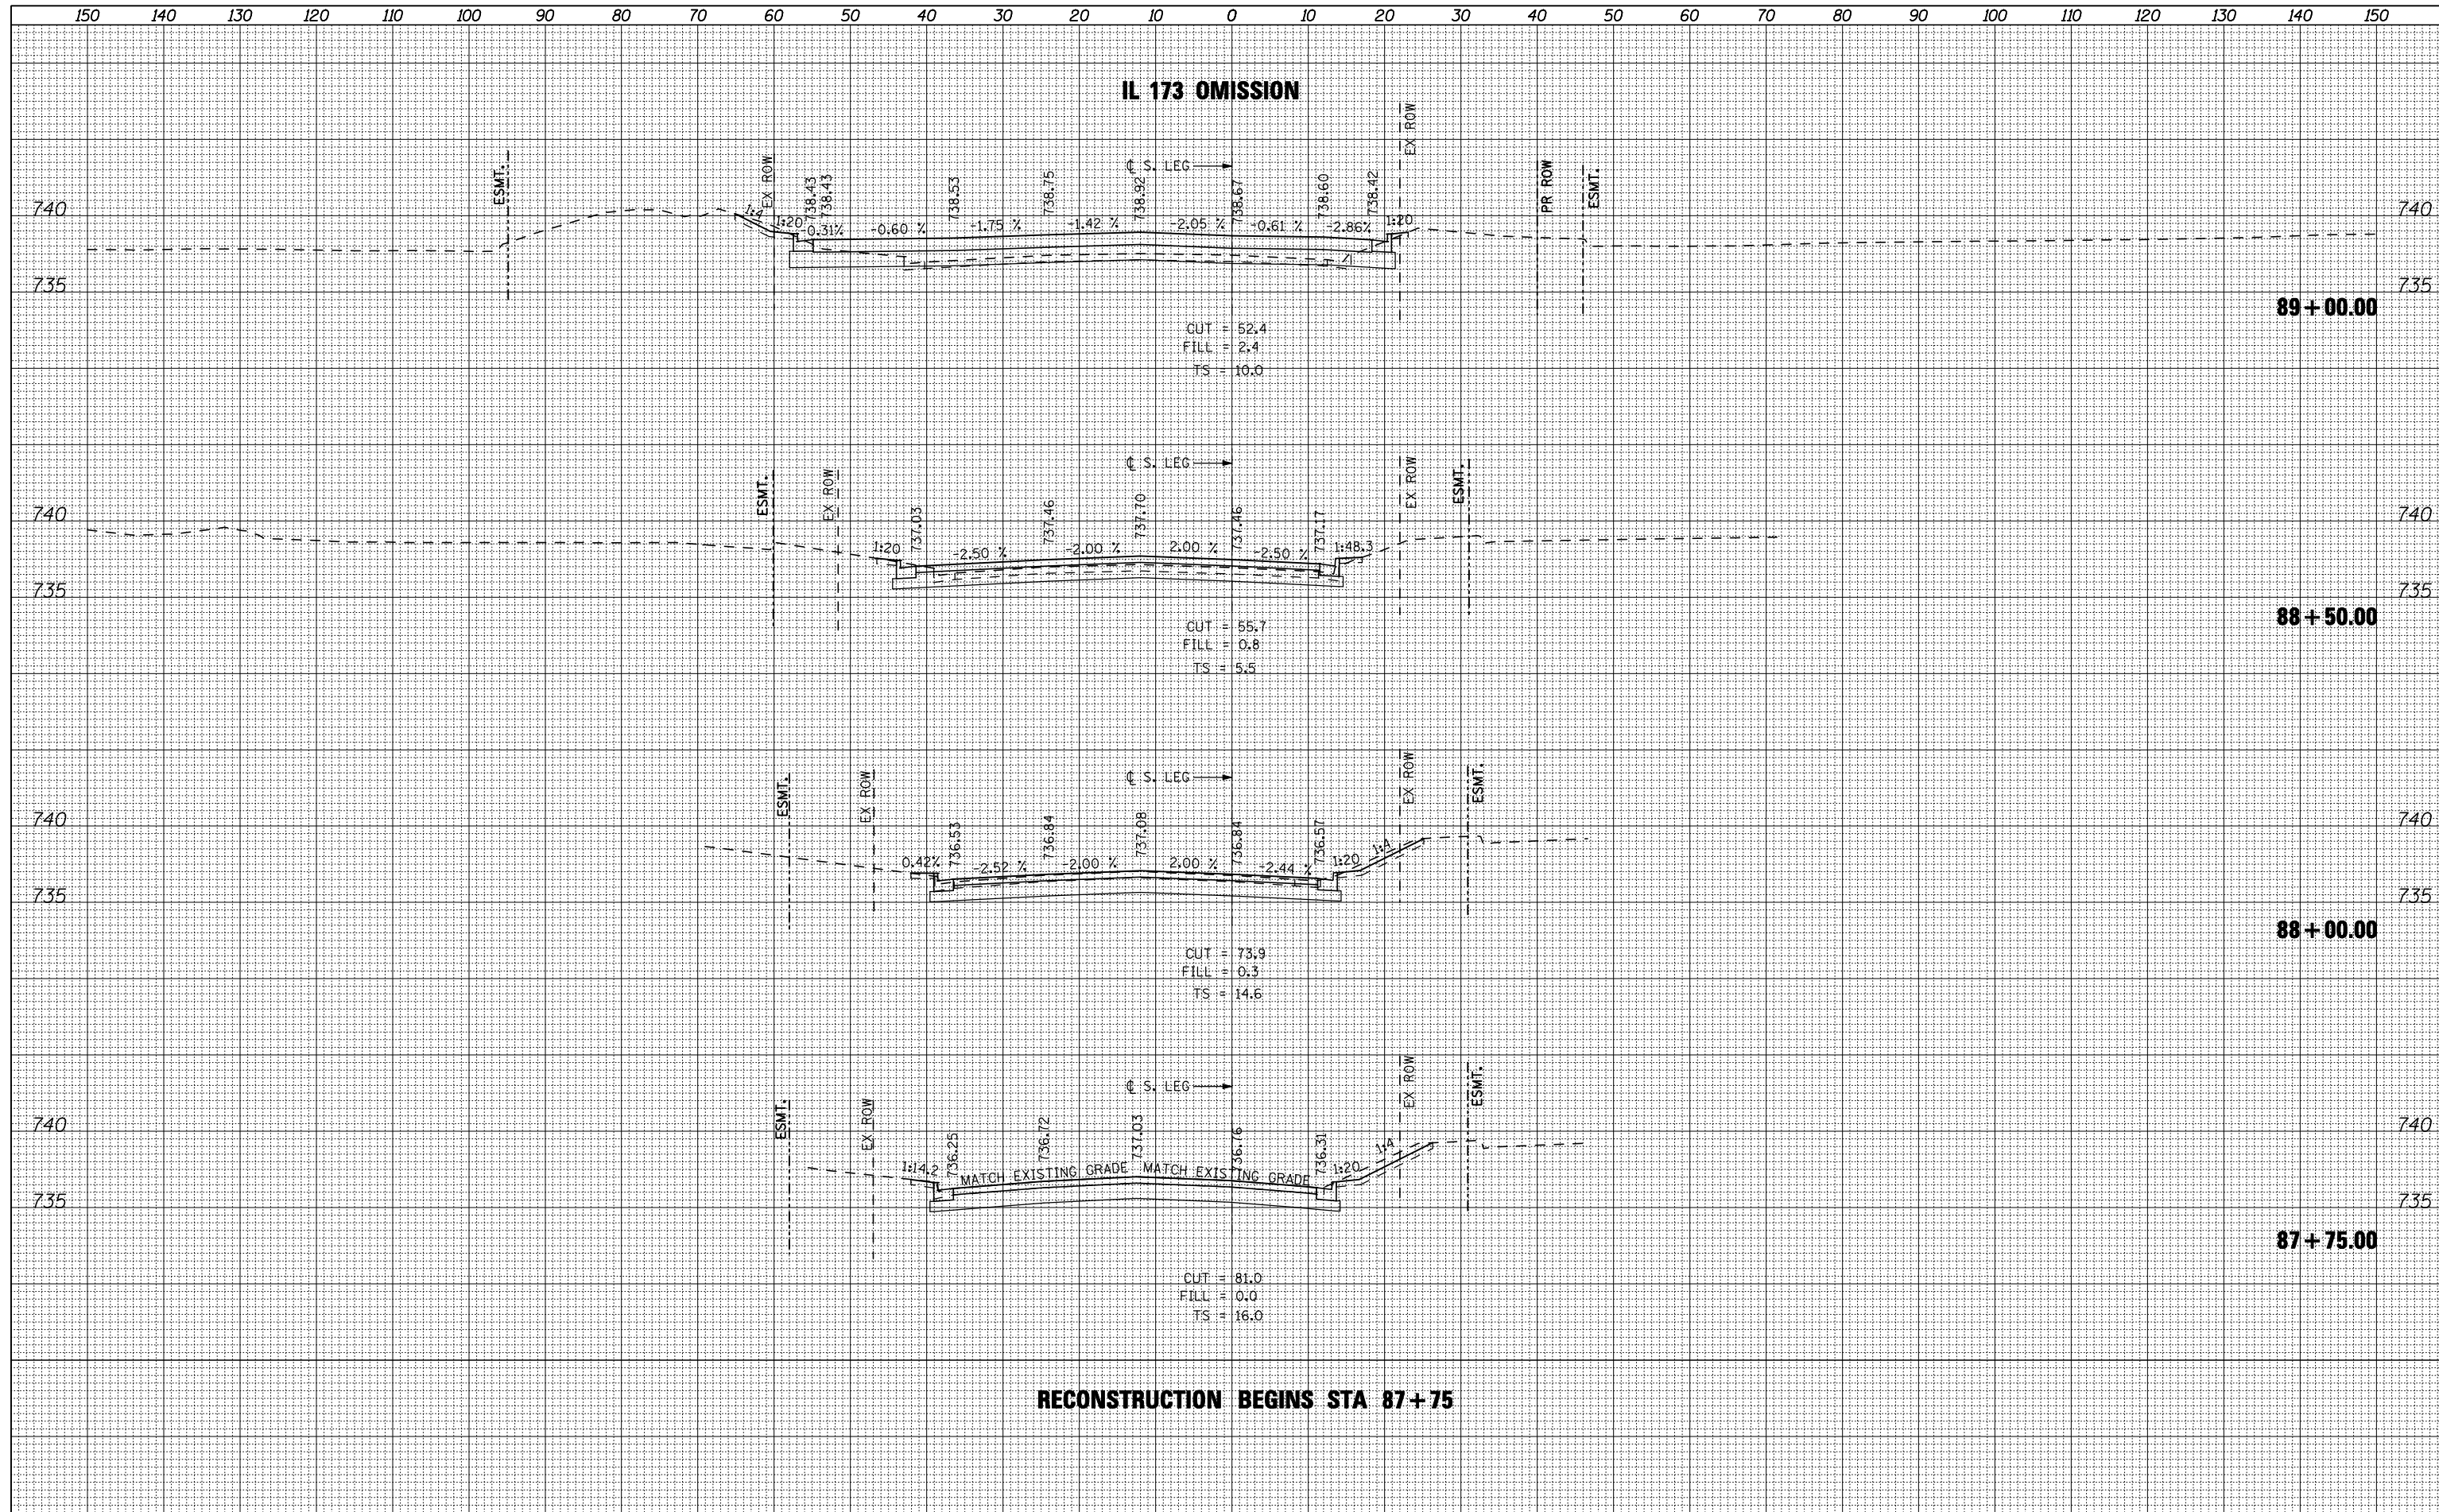 150 140 130 120 110 100 90 80 70 60 50 40 30 20 10 0 10 20 30 40 50 60 70 80 90 100 110 120 130 140 150
IL 173 OMISSION
ESMT.
EX ROW
738.43
738.43
738.53
738.75
738.92
738.67
738.60
738.42
℄ S. LEG
EX ROW
PR ROW
ESMT.
740
1:4
1:20
0.31%
-0.60 %
-1.75 %
-1.42 %
-2.05 %
-0.61 %
-2.86%
1:20
740
735
735
89+00.00
CUT = 52.4
FILL = 2.4
TS = 10.0
ESMT.
EX ROW
737.03
737.46
737.70
737.46
737.17
℄ S. LEG
EX ROW
ESMT.
740
1:20
-2.50 %
-2.00 %
2.00 %
-2.50 %
1:48.3
740
735
735
88+50.00
CUT = 55.7
FILL = 0.8
TS = 5.5
ESMT.
EX ROW
736.53
736.84
737.08
736.84
736.57
℄ S. LEG
EX ROW
ESMT.
740
0.42%
-2.52 %
-2.00 %
2.00 %
-2.44 %
1:20
1:4
740
735
735
88+00.00
CUT = 73.9
FILL = 0.3
TS = 14.6
ESMT.
EX ROW
736.25
736.72
737.03
736.76
736.31
℄ S. LEG
EX ROW
ESMT.
740
1:14.2
MATCH EXISTING GRADE
MATCH EXISTING GRADE
1:20
1:4
740
735
735
87+75.00
CUT = 81.0
FILL = 0.0
TS = 16.0
RECONSTRUCTION BEGINS STA 87+75